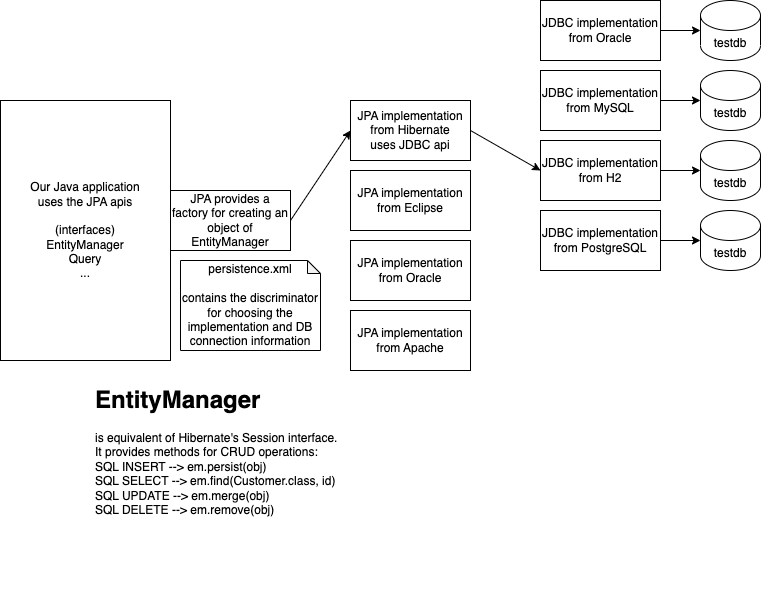 Our Java application
uses the JPA apis
(interfaces)
EntityManager
Query
...
JPA provides a
factory for creating an
object of
EntityManager
persistence.xml
contains the discriminator
for choosing the
implementation and DB
connection information
JPA implementation
from Hibernate
uses JDBC api
JPA implementation
from Eclipse
JPA implementation
from Oracle
JPA implementation
from Apache
JDBC implementation
from Oracle
testdb
JDBC implementation
from MySQL
testdb
JDBC implementation
from H2
testdb
JDBC implementation
from PostgreSQL
testdb
EntityManager
is equivalent of Hibernate's Session interface.
It provides methods for CRUD operations:
SQL INSERT --> em.persist(obj)
SQL SELECT --> em.find(Customer.class, id)
SQL UPDATE --> em.merge(obj)
SQL DELETE --> em.remove(obj)